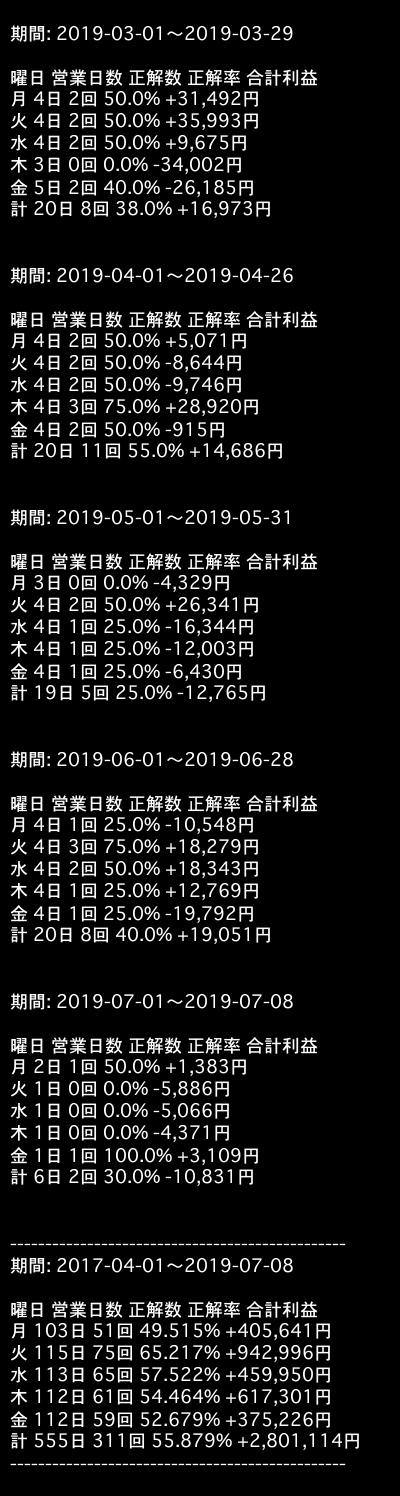 期間: 2019-03-01〜2019-03-29
曜日 営業日数 正解数 正解率 合計利益
月 4日 2回 50.0% +31,492円
火 4日 2回 50.0% +35,993円
水 4日 2回 50.0% +9,675円
木 3日 0回 0.0% -34,002円
金 5日 2回 40.0% -26,185円
計 20日 8回 38.0% +16,973円
期間: 2019-04-01〜2019-04-26
曜日 営業日数 正解数 正解率 合計利益
月 4日 2回 50.0% +5,071円
火 4日 2回 50.0% -8,644円
水 4日 2回 50.0% -9,746円
木 4日 3回 75.0% +28,920円
金 4日 2回 50.0% -915円
計 20日 11回 55.0% +14,686円
期間: 2019-05-01〜2019-05-31
曜日 営業日数 正解数 正解率 合計利益
月 3日 0回 0.0% -4,329円
火 4日 2回 50.0% +26,341円
水 4日 1回 25.0% -16,344円
木 4日 1回 25.0% -12,003円
金 4日 1回 25.0% -6,430円
計 19日 5回 25.0% -12,765円
期間: 2019-06-01〜2019-06-28
曜日 営業日数 正解数 正解率 合計利益
月 4日 1回 25.0% -10,548円
火 4日 3回 75.0% +18,279円
水 4日 2回 50.0% +18,343円
木 4日 1回 25.0% +12,769円
金 4日 1回 25.0% -19,792円
計 20日 8回 40.0% +19,051円
期間: 2019-07-01〜2019-07-08
曜日 営業日数 正解数 正解率 合計利益
月 2日 1回 50.0% +1,383円
火 1日 0回 0.0% -5,886円
水 1日 0回 0.0% -5,066円
木 1日 0回 0.0% -4,371円
金 1日 1回 100.0% +3,109円
計 6日 2回 30.0% -10,831円
------------------------------------------------
期間: 2017-04-01〜2019-07-08
曜日 営業日数 正解数 正解率 合計利益
月 103日 51回 49.515% +405,641円
火 115日 75回 65.217% +942,996円
水 113日 65回 57.522% +459,950円
木 112日 61回 54.464% +617,301円
金 112日 59回 52.679% +375,226円
計 555日 311回 55.879% +2,801,114円
------------------------------------------------